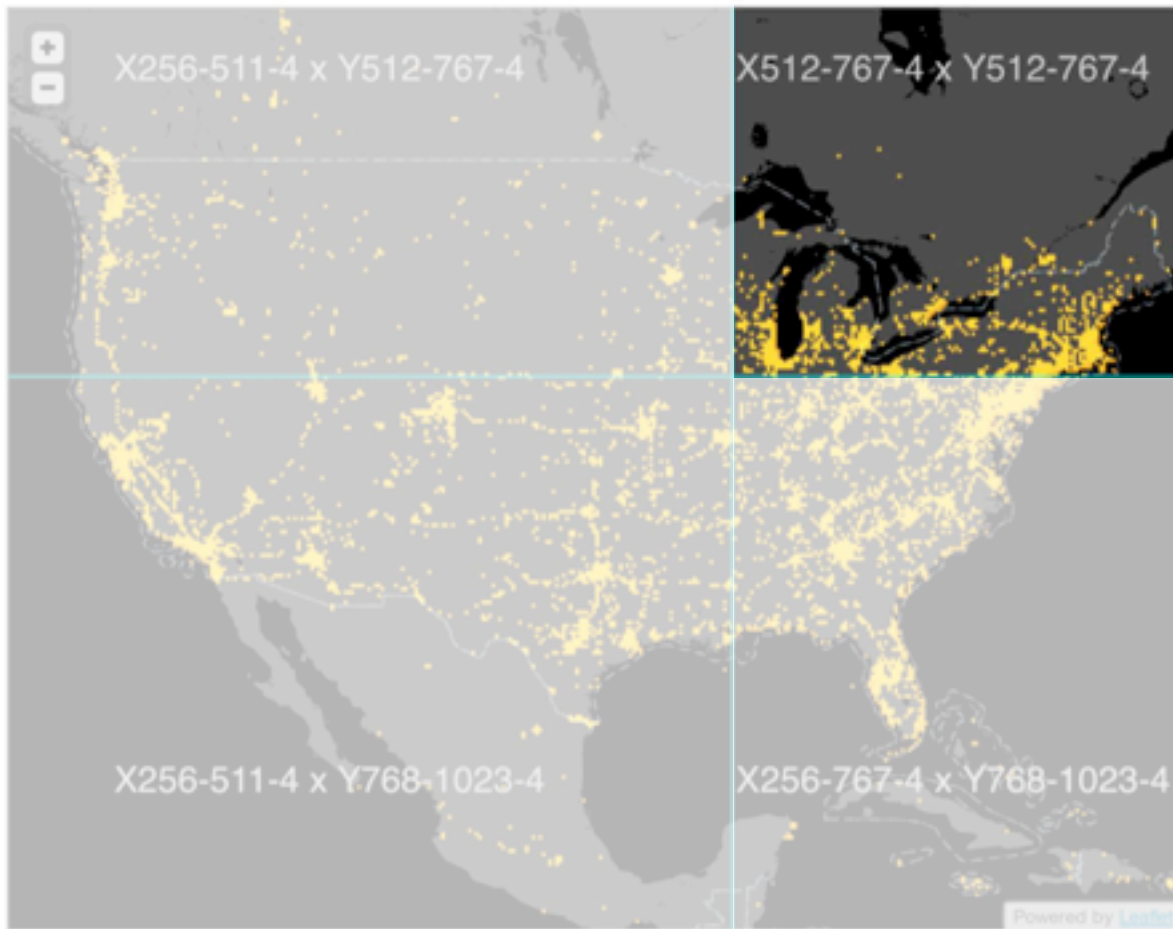 +
X256-511-4 x Y512-767-4
X512-767-4 x Y512-767-4
−
X256-511-4 x Y768-1023-4
X256-767-4 x Y768-1023-4
Powered by Leaflet